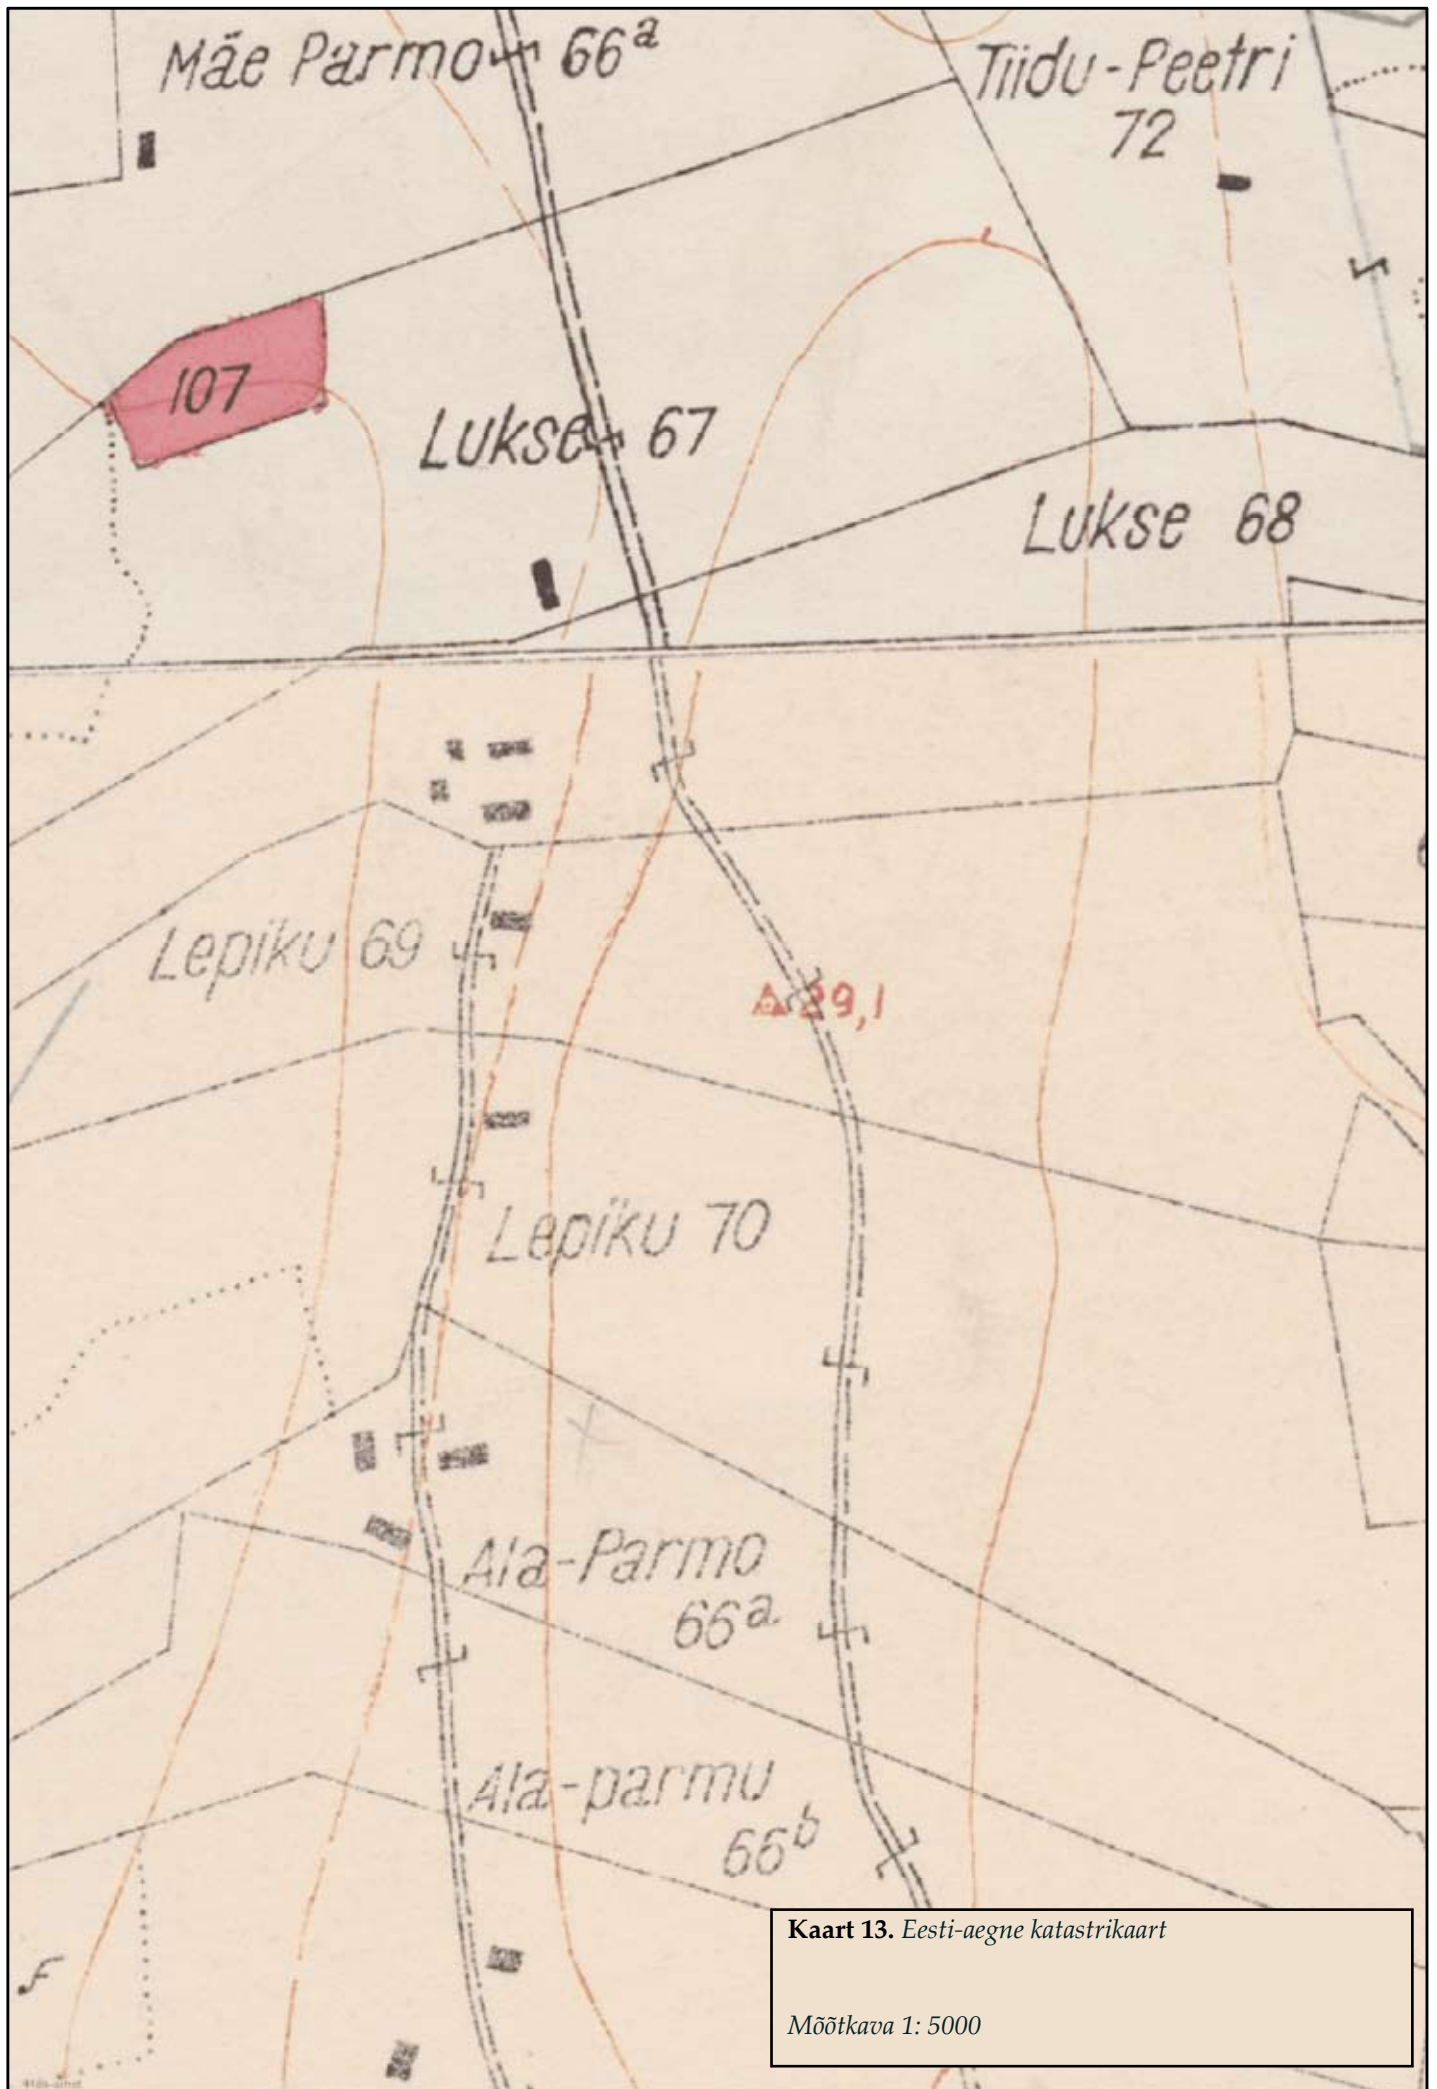 Mäe Parmo 66ª
Tiidu-Peetri
72
107
Lukse 67
Lukse 68
Lepiku 69
29,1
Lepiku 70
Ala-Parmo
66ª
Ala-parmu
66ᵇ
Kaart 13. Eesti-aegne katastrikaart
Mõõtkava 1: 5000